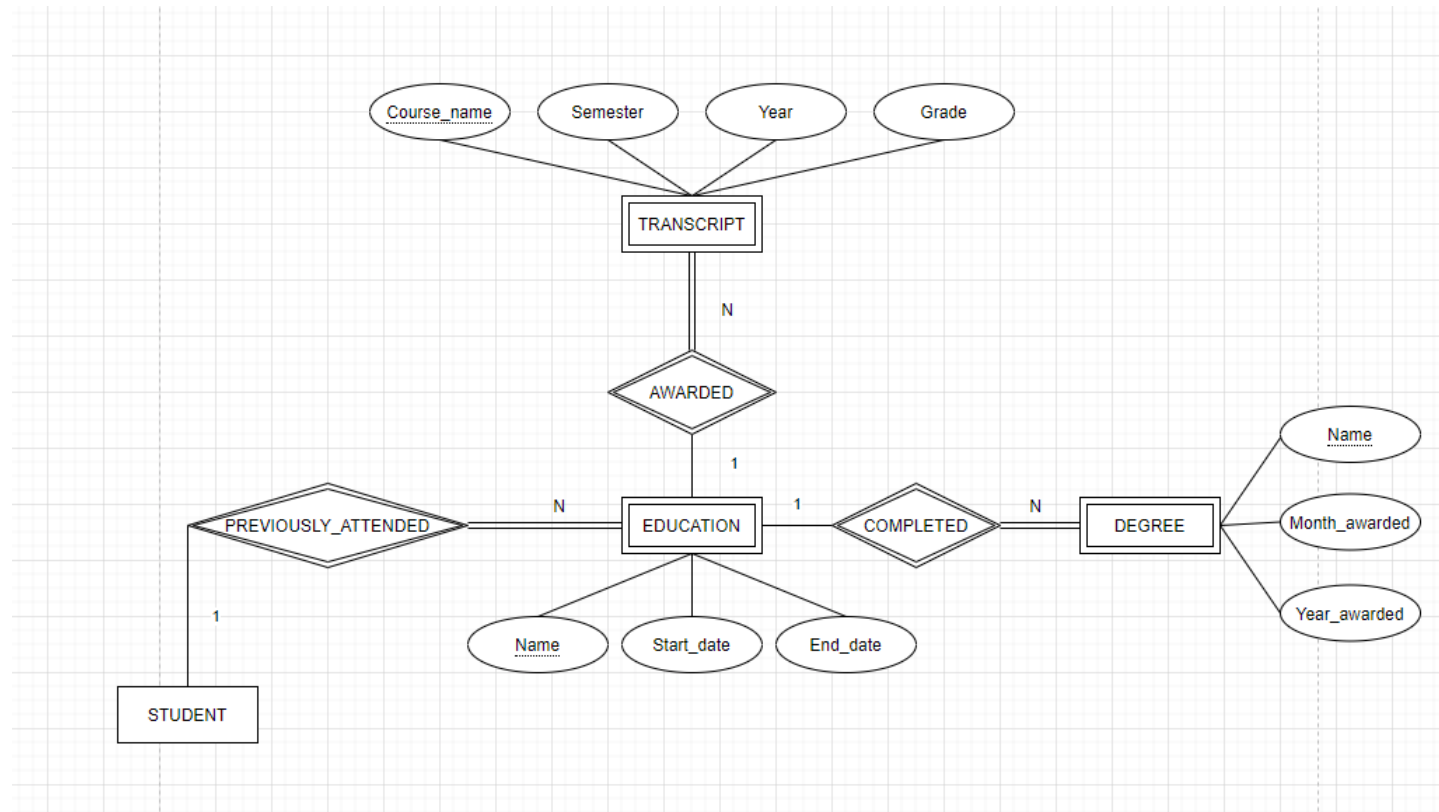 Course_name
Semester
Year
Grade
TRANSCRIPT
N
AWARDED
1
Name
PREVIOUSLY_ATTENDED
N
EDUCATION
1
COMPLETED
N
DEGREE
Month_awarded
Year_awarded
1
Name
Start_date
End_date
STUDENT